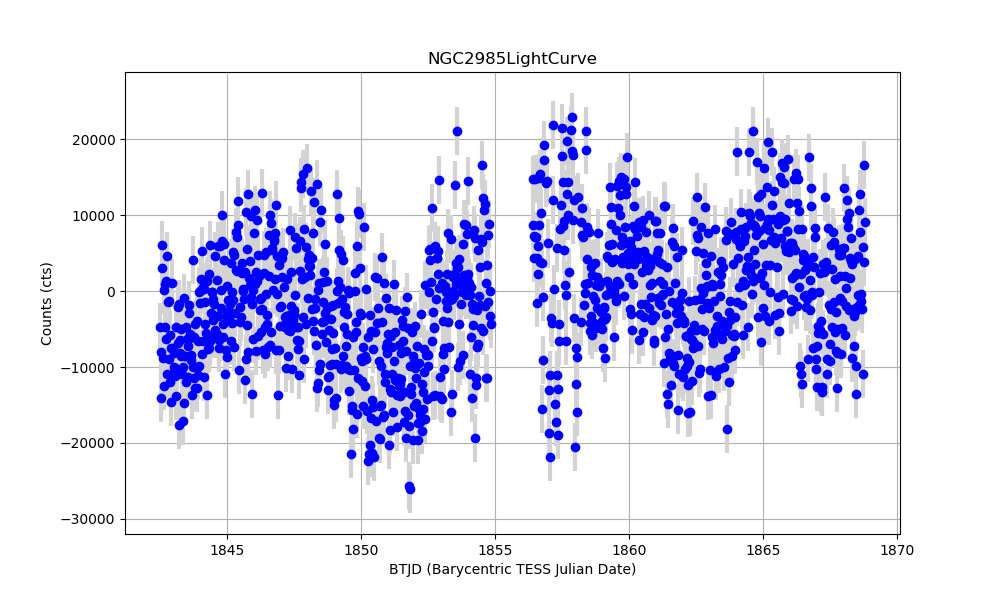 NGC2985LightCurve
20000
10000
0
−10000
−20000
−30000
Counts (cts)
1845 1850 1855 1860 1865 1870
BTJD (Barycentric TESS Julian Date)